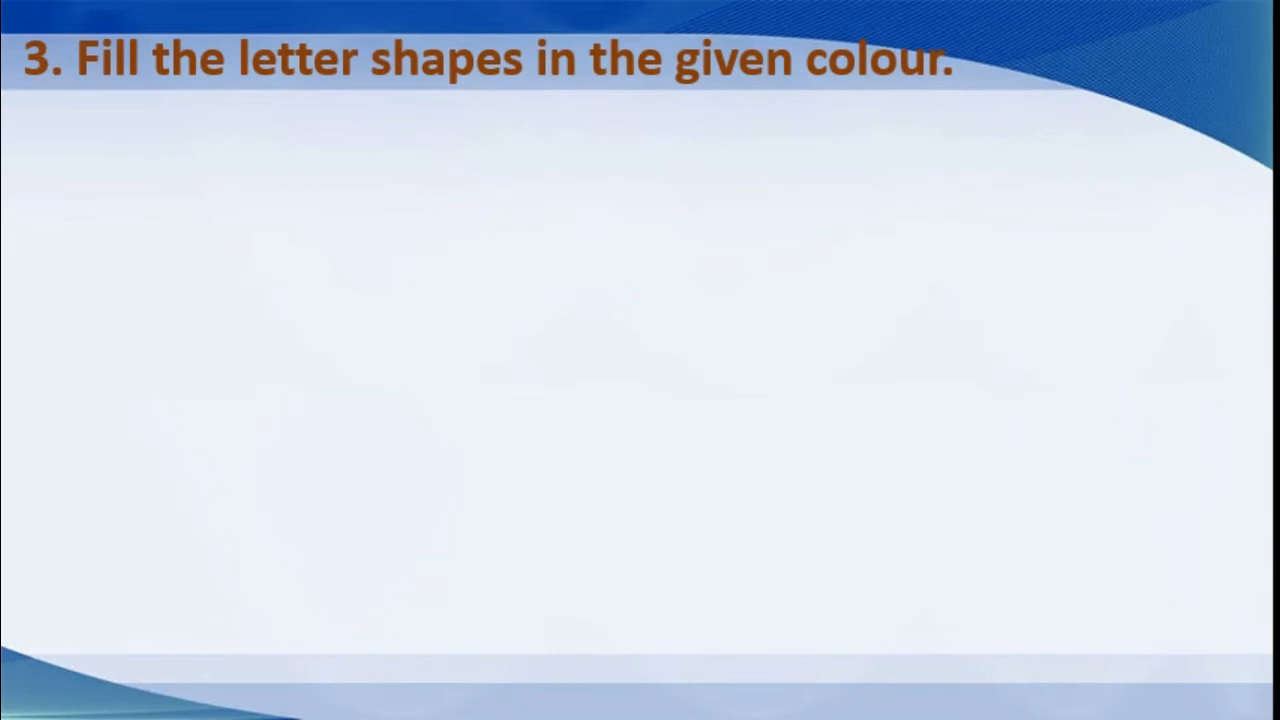 3. Fill the letter shapes in the given colour.